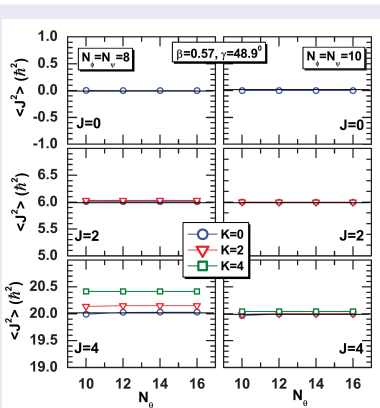 β=0.57, γ=48.9⁰
N_ϕ=N_ψ=8
N_ϕ=N_ψ=10
<J²> (ℏ²)
1.0
0.5
0.0
-0.5
-1.0
J=0
J=0
<J²> (ℏ²)
6.5
6.0
5.5
5.0
J=2
J=2
K=0
K=2
K=4
<J²> (ℏ²)
20.5
20.0
19.5
19.0
J=4
J=4
10 12 14 16
10 12 14 16
N_θ
N_θ